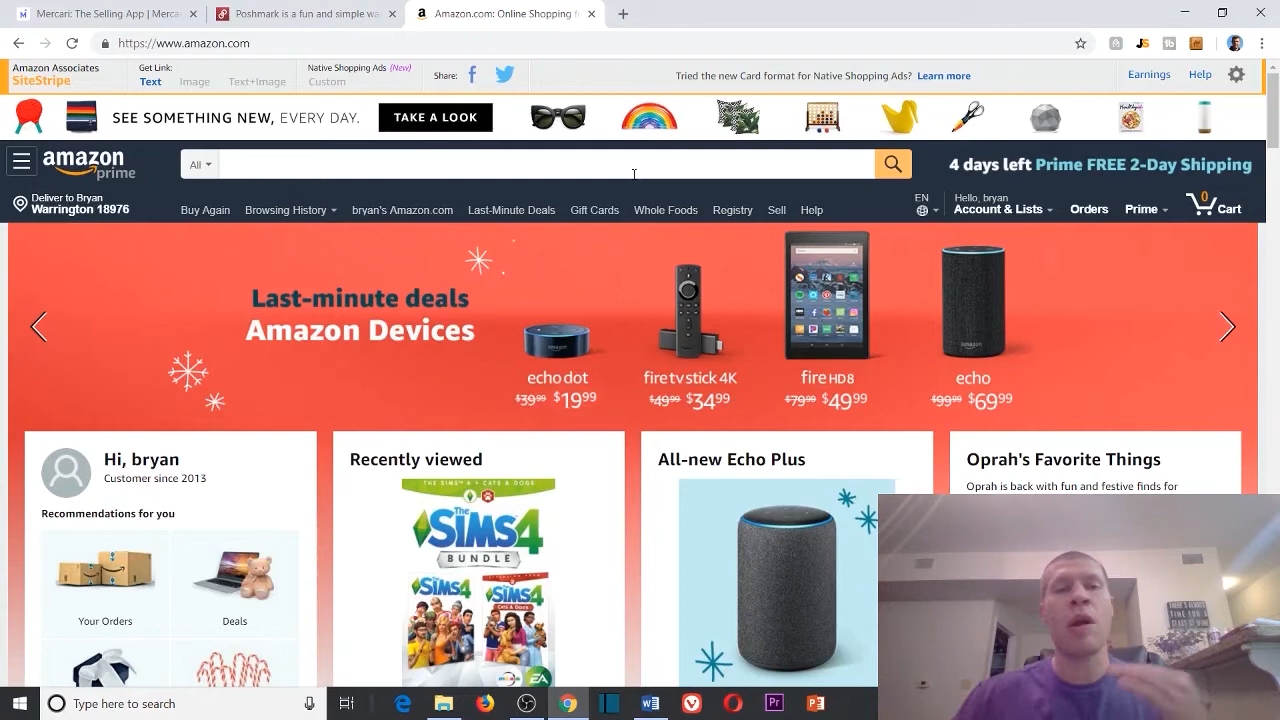 Mercari: The Selling App | Merca
Poshmark is a fun and simple wa
Amazon.com: Online Shopping f
https://www.amazon.com
Amazon Associates
SiteStripe
Get Link:
Text Image Text+Image
Native Shopping Ads (New)
Custom
Share:
Tried the new CardFormat for Native Shopping Ads? Learn more
Earnings Help
SEE SOMETHING NEW, EVERY DAY.
TAKE A LOOK
amazon
prime
All
4 days left Prime FREE 2-Day Shipping
Deliver to Bryan
Warrington 18976
Buy Again Browsing History bryan's Amazon.com Last-Minute Deals Gift Cards Whole Foods Registry Sell Help
EN
Hello, bryan
Account & Lists Orders Prime 0 Cart
Last-minute deals
Amazon Devices
echo dot
$39.99 $19.99
fire tv stick 4K
$49.99 $34.99
fire HD8
$79.99 $49.99
echo
$99.99 $69.99
Hi, bryan
Customer since 2013
Recommendations for you
Your Orders
Deals
Recently viewed
THE SIMS 4 + CATS & DOGS
THE SIMS 4
BUNDLE
All-new Echo Plus
Oprah's Favorite Things
Oprah is back with fun and festive finds for
Type here to search